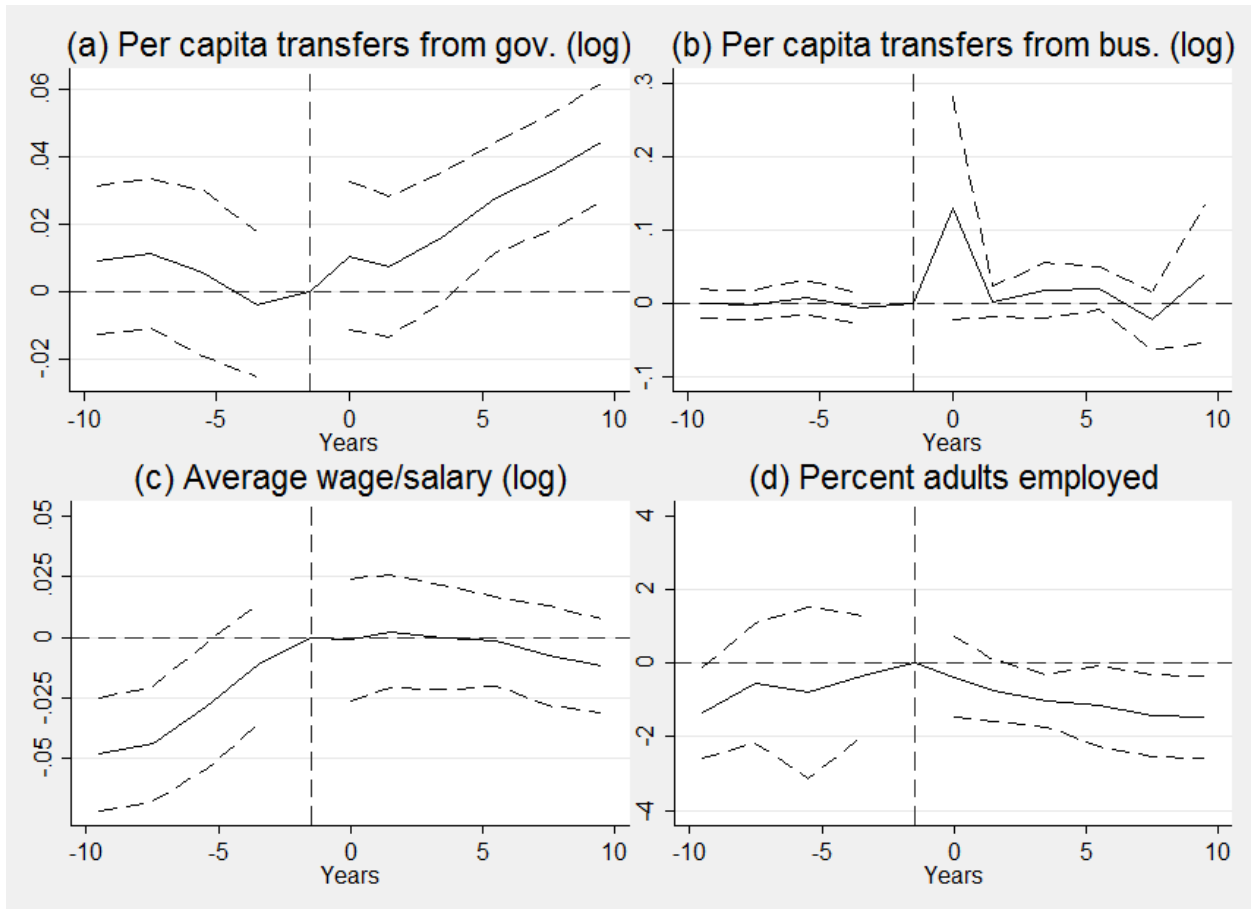 (a) Per capita transfers from gov. (log)
.06
.04
.02
0
-.02
-10 -5 0 5 10
Years
(b) Per capita transfers from bus. (log)
.3
.2
.1
0
-.1
-10 -5 0 5 10
Years
(c) Average wage/salary (log)
.05
.025
0
-.025
-.05
-10 -5 0 5 10
Years
(d) Percent adults employed
4
2
0
-2
-4
-10 -5 0 5 10
Years